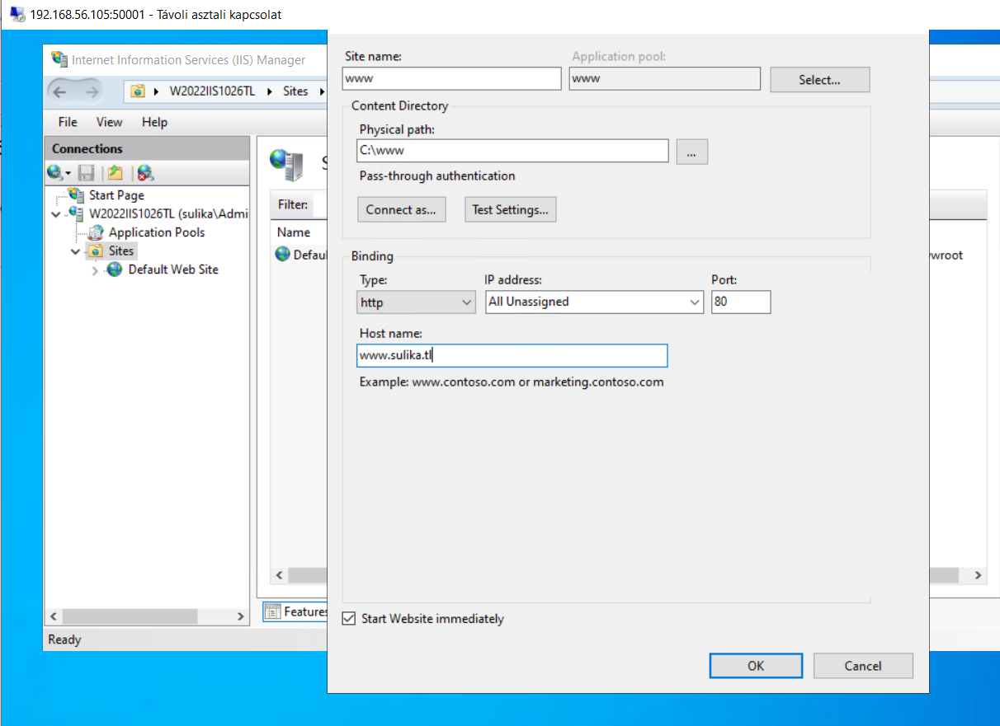 192.168.56.105:50001 - Távoli asztali kapcsolat
Internet Information Services (IIS) Manager
W2022IIS1026TL Sites
File View Help
Connections
Start Page
W2022IIS1026TL (sulika\Admi
Application Pools
Sites
Default Web Site
Ready
S
Filter:
Name
Defaul
wroot
Features
Site name:
www
Application pool:
www
Select...
Content Directory
Physical path:
C:\www
...
Pass-through authentication
Connect as...
Test Settings...
Binding
Type:
http
IP address:
All Unassigned
Port:
80
Host name:
www.sulika.tl
Example: www.contoso.com or marketing.contoso.com
Start Website immediately
OK
Cancel